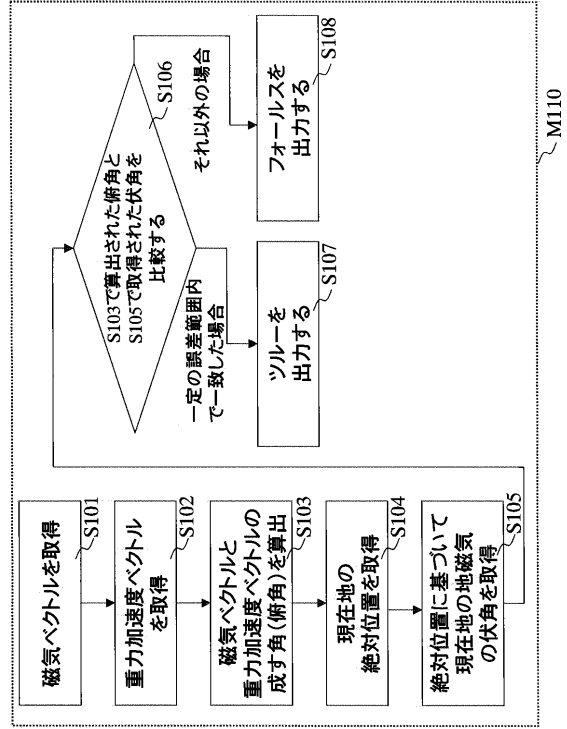 磁気ベクトルを取得
S101
重力加速度ベクトル
を取得
S102
磁気ベクトルと
重力加速度ベクトルの
成す角(俯角)を算出
S103
現在地の
絶対位置を取得
S104
絶対位置に基づいて
現在地の地磁気
の伏角を取得
S105
S103で算出された俯角と
S105で取得された伏角を
比較する
S106
一定の誤差範囲内
で一致した場合
それ以外の場合
ツルーを
出力する
S107
フォールスを
出力する
S108
M110